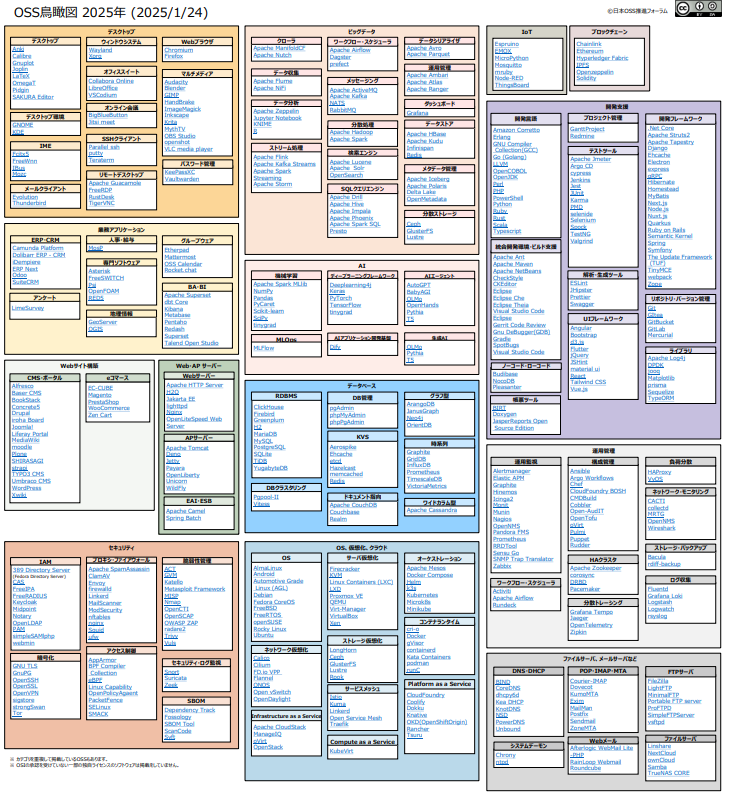 OSS鳥瞰図 2025年 (2025/1/24)
©日本OSS推進フォーラム
デスクトップ
デスクトップ
Anki
Calibre
Gnuplot
Joplin
LaTeX
OmegaT
Pidgin
SAKURA Editor
デスクトップ環境
GNOME
KDE
IME
Fcitx5
FreeWnn
IBus
Mozc
メールクライアント
Evolution
Thunderbird
ウィンドウシステム
Wayland
Xorg
オフィススイート
Collabora Online
LibreOffice
VSCodium
オンライン会議
BigBlueButton
Jitsi meet
SSHクライアント
Parallel ssh
putty
Teraterm
リモートデスクトップ
Apache Guacamole
FreeRDP
RustDesk
TigerVNC
Webブラウザ
Chromium
Firefox
マルチメディア
Audacity
Blender
GIMP
HandBrake
ImageMagick
Inkscape
Krita
MythTV
OBS Studio
openshot
VLC media player
パスワード管理
KeePassXC
Vaultwarden
ビッグデータ
クローラ
Apache ManifoldCF
Apache Nutch
データ収集
Apache Flume
Apache NiFi
データ分析
Apache Zeppelin
Jupyter Notebook
KNIME
R
ストリーム処理
Apache Flink
Apache Kafka Streams
Apache Spark
Streaming
Apache Storm
ワークフロー・スケジューラ
Apache Airflow
Dagster
prefect
メッセージング
Apache ActiveMQ
Apache Kafka
NATS
RabbitMQ
分散処理
Apache Hadoop
Apache Spark
検索エンジン
Apache Lucene
Apache Solr
OpenSearch
SQLクエリエンジン
Apache Drill
Apache Hive
Apache Impala
Apache Phoenix
Apache Spark SQL
Presto
データシリアライザ
Apache Avro
Apache Parquet
運用管理
Apache Ambari
Apache Atlas
Apache Ranger
ダッシュボード
Grafana
データストア
Apache HBase
Apache Kudu
Infinispan
Redis
メタデータ管理
Apache Iceberg
Apache Polaris
Delta Lake
OpenMetadata
分散ストレージ
Ceph
GlusterFS
Lustre
IoT
Espruino
EMQX
MicroPython
Mosquitto
mruby
Node-RED
ThingsBoard
ブロックチェーン
Chainlink
Ethereum
Hyperledger Fabric
IPFS
Openzeppelin
Solidity
開発支援
開発言語
Amazon Corretto
Erlang
GNU Compiler
Collection(GCC)
Go (Golang)
LLVM
OpenCOBOL
OpenJDK
Perl
PHP
PowerShell
Python
Ruby
Rust
Scala
Typescript
統合開発環境・ビルド支援
Apache Ant
Apache Maven
Apache NetBeans
CheckStyle
CKEditor
Eclipse
Eclipse Che
Eclipse Theia
Visual Studio Code
Eclipse
Gerrit Code Review
Gnu DeBugger(GDB)
Gradle
SpotBugs
Visual Studio Code
ノーコード・ローコード
Budibase
NocoDB
Pleasanter
帳票ツール
BIRT
Doxygen
JasperReports Open
Source Edition
プロジェクト管理
GanttProject
Redmine
テストツール
Apache Jmeter
Argo CD
cypress
Jenkins
Jest
JUnit
Karma
PMD
selenide
Selenium
Spock
TestNG
Valgrind
解析・生成ツール
ESLint
JHipster
Prettier
Swagger
UIフレームワーク
Angular
Bootstrap
d3.js
Flutter
jQuery
JSHint
material ui
React
Tailwind CSS
Vue.js
開発フレームワーク
.Net Core
Apache Struts2
Apache Tapestry
Django
Ehcache
Electron
express
gRPC
Hibernate
Homestead
MyBatis
Next.js
Node.js
Nuxt.js
Quarkus
Ruby on Rails
Semantic Kernel
Spring
Symfony
The Update Framework
(TUF)
TinyMCE
webpack
Zope
リポジトリ・バージョン管理
Git
Gitea
GitBucket
GitLab
Mercurial
ライブラリ
Apache Log4j
DPDK
joou
Matplotlib
prisma
Sequelize
TypeORM
業務アプリケーション
ERP・CRM
Camunda Platform
Dolibarr ERP - CRM
iDempiere
ERP Next
Odoo
SuiteCRM
アンケート
LimeSurvey
人事・給与
MosP
専門ソフトウェア
Asterisk
FreeSWITCH
OpenFOAM
地理情報
GeoServer
QGIS
グループウェア
Etherpad
Mattermost
OSS Calendar
Rocket.chat
BA・BI
Apache Superset
dbt Core
Kibana
Metabase
Pentaho
Redash
Superset
Talend Open Studio
AI
機械学習
Apache Spark MLlib
NumPy
Pandas
PyCaret
Scikit-learn
SciPy
tinygrad
MLOps
MLFlow
ディープラーニングフレームワーク
Deeplearning4j
Keras
PyTorch
TensorFlow
tinygrad
AIアプリケーション開発基盤
Dify
AIエージェント
AutoGPT
BabyAGI
OLMo
OpenHands
Pythia
T5
生成AI
OLMo
Pythia
T5
Webサイト構築
CMS・ポータル
Alfresco
Baser CMS
BookStack
Concrete5
Drupal
iroha Board
Joomla!
Liferay Portal
MediaWiki
moodle
Plone
SHIRASAGI
strapi
TYPO3 CMS
Umbraco CMS
WordPress
Xwiki
eコマース
EC-CUBE
Magento
PrestaShop
WooCommerce
Zen Cart
Web・AP サーバー
Webサーバー
Apache HTTP Server
H2O
Jakarta EE
lighttpd
Nginx
OpenLiteSpeed Web
Server
APサーバー
Apache Tomcat
Deno
Jetty
Payara
OpenLiberty
Unicorn
WildFly
EAI・ESB
Apache Camel
Spring Batch
データベース
RDBMS
ClickHouse
Firebird
Greenplum
H2
MariaDB
MySQL
PostgreSQL
SQLite
TiDB
YugabyteDB
DBクラスタリング
Pgpool-II
Vitess
DB管理
pgAdmin
phpMyAdmin
phpPgAdmin
KVS
Aerospike
Encache
etcd
Hazelcast
memcached
Redis
ドキュメント指向
Apache CouchDB
Couchbase
Realm
グラフ型
ArangoDB
JanusGraph
Neo4j
OrientDB
時系列
Graphite
GridDB
InfluxDB
Prometheus
TimescaleDB
VictoriaMetrics
ワイドカラム型
Apache Cassandra
運用管理
運用監視
Alertmanager
Elastic APM
Graphite
Hinemos
Icinga2
Monit
Munin
Nagios
OpenNMS
Pandora FMS
Prometheus
RRDTool
Sensu Go
SNMP Trap Translator
Zabbix
ワークフロー・スケジューラ
Activiti
Apache Airflow
Rundeck
構成管理
Ansible
Argo Workflows
Chef
CloudFoundry BOSH
CMDBuild
Cobbler
Open-AudIT
OpenTofu
oVirt
Pulmi
Puppet
Rudder
HAクラスタ
Apache Zookeeper
corosync
DRBD
Pacemaker
分散トレーシング
Grafana Tempo
Jaeger
OpenTelemetry
Zipkin
負荷分散
HAProxy
VyOS
ネットワーク・モニタリング
CACTI
collectd
MRTG
OpenNMS
Wireshark
ストレージ・バックアップ
Bacula
rdiff-backup
ログ収集
Fluentd
Grafana Loki
Logstash
Logwatch
rsyslog
セキュリティ
IAM
389 Directory Server
(Fedora Directory Server)
CAS
FreeIPA
FreeRADIUS
Keycloak
Midpoint
Notary
OpenLDAP
PAM
simpleSAMLphp
webmin
暗号化
GNU TLS
GnuPG
OpenSSH
OpenSSL
OpenVPN
sigstore
strongSwan
Tor
プロキシ・ファイアウォール
Apache SpamAssassin
ClamAV
Envoy
firewalld
Linkerd
MailScanner
ModSecurity
nftables
nginx
Squid
ufw
アクセス制御
AppArmor
BPF Compiler
Collection
eBPF
Linux Capability
OpenPolicyAgent
PacketFence
SELinux
SMACK
脆弱性管理
ACT
GVM
Katello
Metasploit Framework
MISP
Nmap
OpenCTI
OpenSCAP
OWASP ZAP
Trivy
Vuls
セキュリティ・ログ監視
Snort
Suricata
Zeek
SBOM
Dependency Track
Fossology
SBOM Tool
ScanCode
Syft
OS、仮想化、クラウド
OS
AlmaLinux
Android
Automotive Grade
Linux (AGL)
Debian
Fedora CoreOS
FreeBSD
FreeRTOS
openSUSE
Rocky Linux
Ubuntu
ネットワーク仮想化
Calico
Cilium
FD.io VPP
Flannel
ONOS
Open vSwitch
OpenDaylight
Infrastructure as a Service
Apache CloudStack
ManageIQ
oVirt
OpenStack
サーバ仮想化
Firecracker
KVM
Linux Containers (LXC)
LXD
Proxmox VE
QEMU
Virt-Manager
VirtualBox
Xen
ストレージ仮想化
LongHorn
Ceph
GlusterFS
Lustre
Rook
サービスメッシュ
Istio
Kuma
Linkerd
Open Service Mesh
Traefik
Compute as a Service
KubeVirt
オーケストレーション
Apache Mesos
Docker Compose
Helm
k3s
Kubernetes
MicroK8s
Minikube
コンテナランタイム
cri-o
Docker
gVisor
containerd
Kata Containers
podman
runC
Platform as a Service
CloudFoundry
Coolify
Dokku
Knative
OKD(OpenShiftOrigin)
Rancher
Tsuru
ファイルサーバ、メールサーバなど
DNS・DHCP
BIND
CoreDNS
dhcpy6d
Kea DHCP
KnotDNS
NSD
PowerDNS
Unbound
システムデーモン
Chrony
ntpd
POP・IMAP・MTA
Courier-IMAP
Dovecot
KumoMTA
Exim
MailMan
Postfix
Sendmail
ZoneMTA
Webメール
Afterlogic WebMail Lite
-PHP
RainLoop Webmail
Roundcube
FTPサーバ
FileZilla
LightFTP
MinimalFTP
Portable FTP server
ProFTPD
SimpleFTPServer
vsftpd
ファイルサーバ
Linshare
NextCloud
ownCloud
Samba
TrueNAS CORE
※ カテゴリを重複して掲載しているOSSもあります。
※ OSIの承認を受けていない一部の独自ライセンスのソフトウェアは掲載していません。